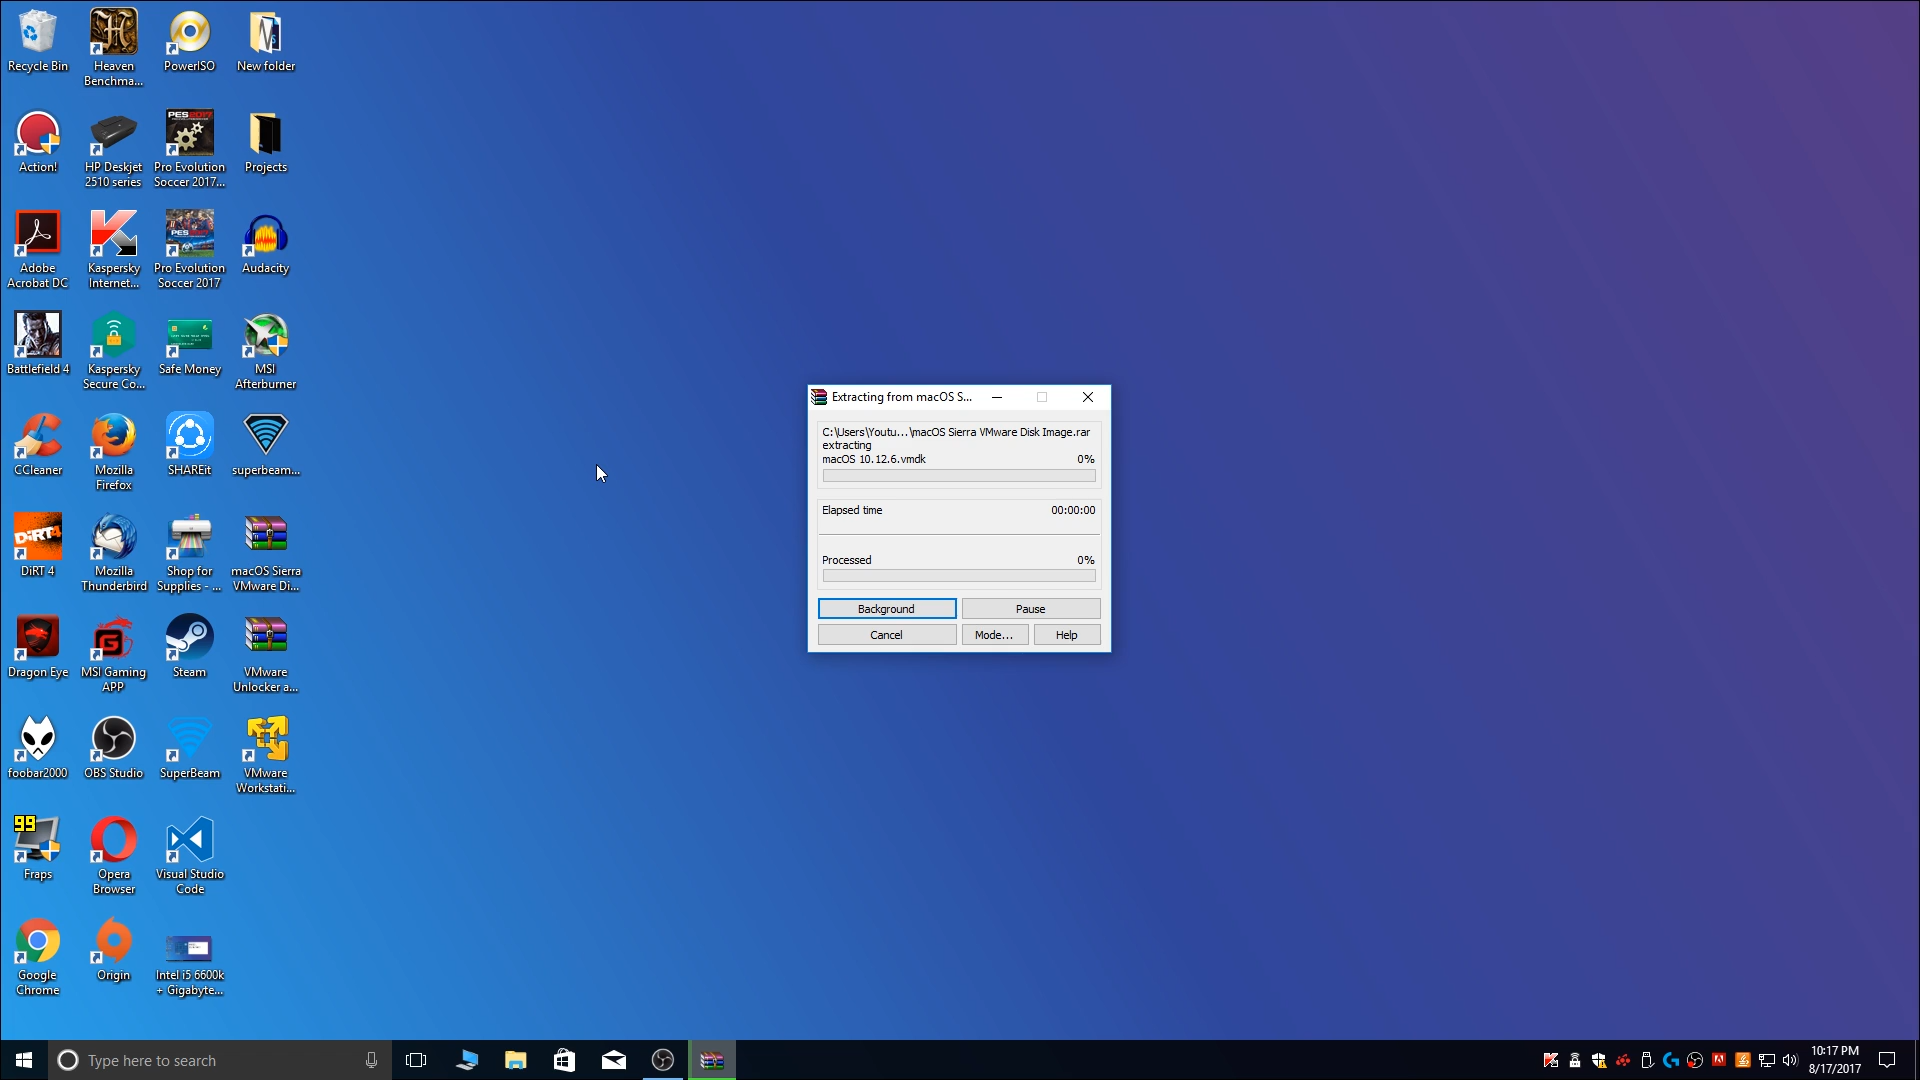 Recycle Bin
Heaven
Benchma...
PowerISO
New folder
Action!
HP Deskjet
2510 series
PES2017
Pro Evolution
Soccer 2017...
Projects
Adobe
Acrobat DC
Kaspersky
Internet...
PES2017
Pro Evolution
Soccer 2017
Audacity
Battlefield 4
Kaspersky
Secure Co...
Safe Money
MSI
Afterburner
CCleaner
Mozilla
Firefox
SHAREit
superbeam...
DiRT4
DiRT 4
Mozilla
Thunderbird
Shop for
Supplies - ...
macOS Sierra
VMware Di...
Dragon Eye
MSI Gaming
APP
Steam
VMware
Unlocker a...
foobar2000
OBS Studio
SuperBeam
VMware
Workstati...
99
Fraps
Opera
Browser
Visual Studio
Code
Google
Chrome
Origin
Intel i5 6600k
+ Gigabyte...
Extracting from macOS S...
C:\Users\Youtu...\macOS Sierra VMware Disk Image.rar
extracting
macOS 10.12.6.vmdk 0%
Elapsed time 00:00:00
Processed 0%
Background Pause
Cancel Mode... Help
Type here to search
10:17 PM
8/17/2017